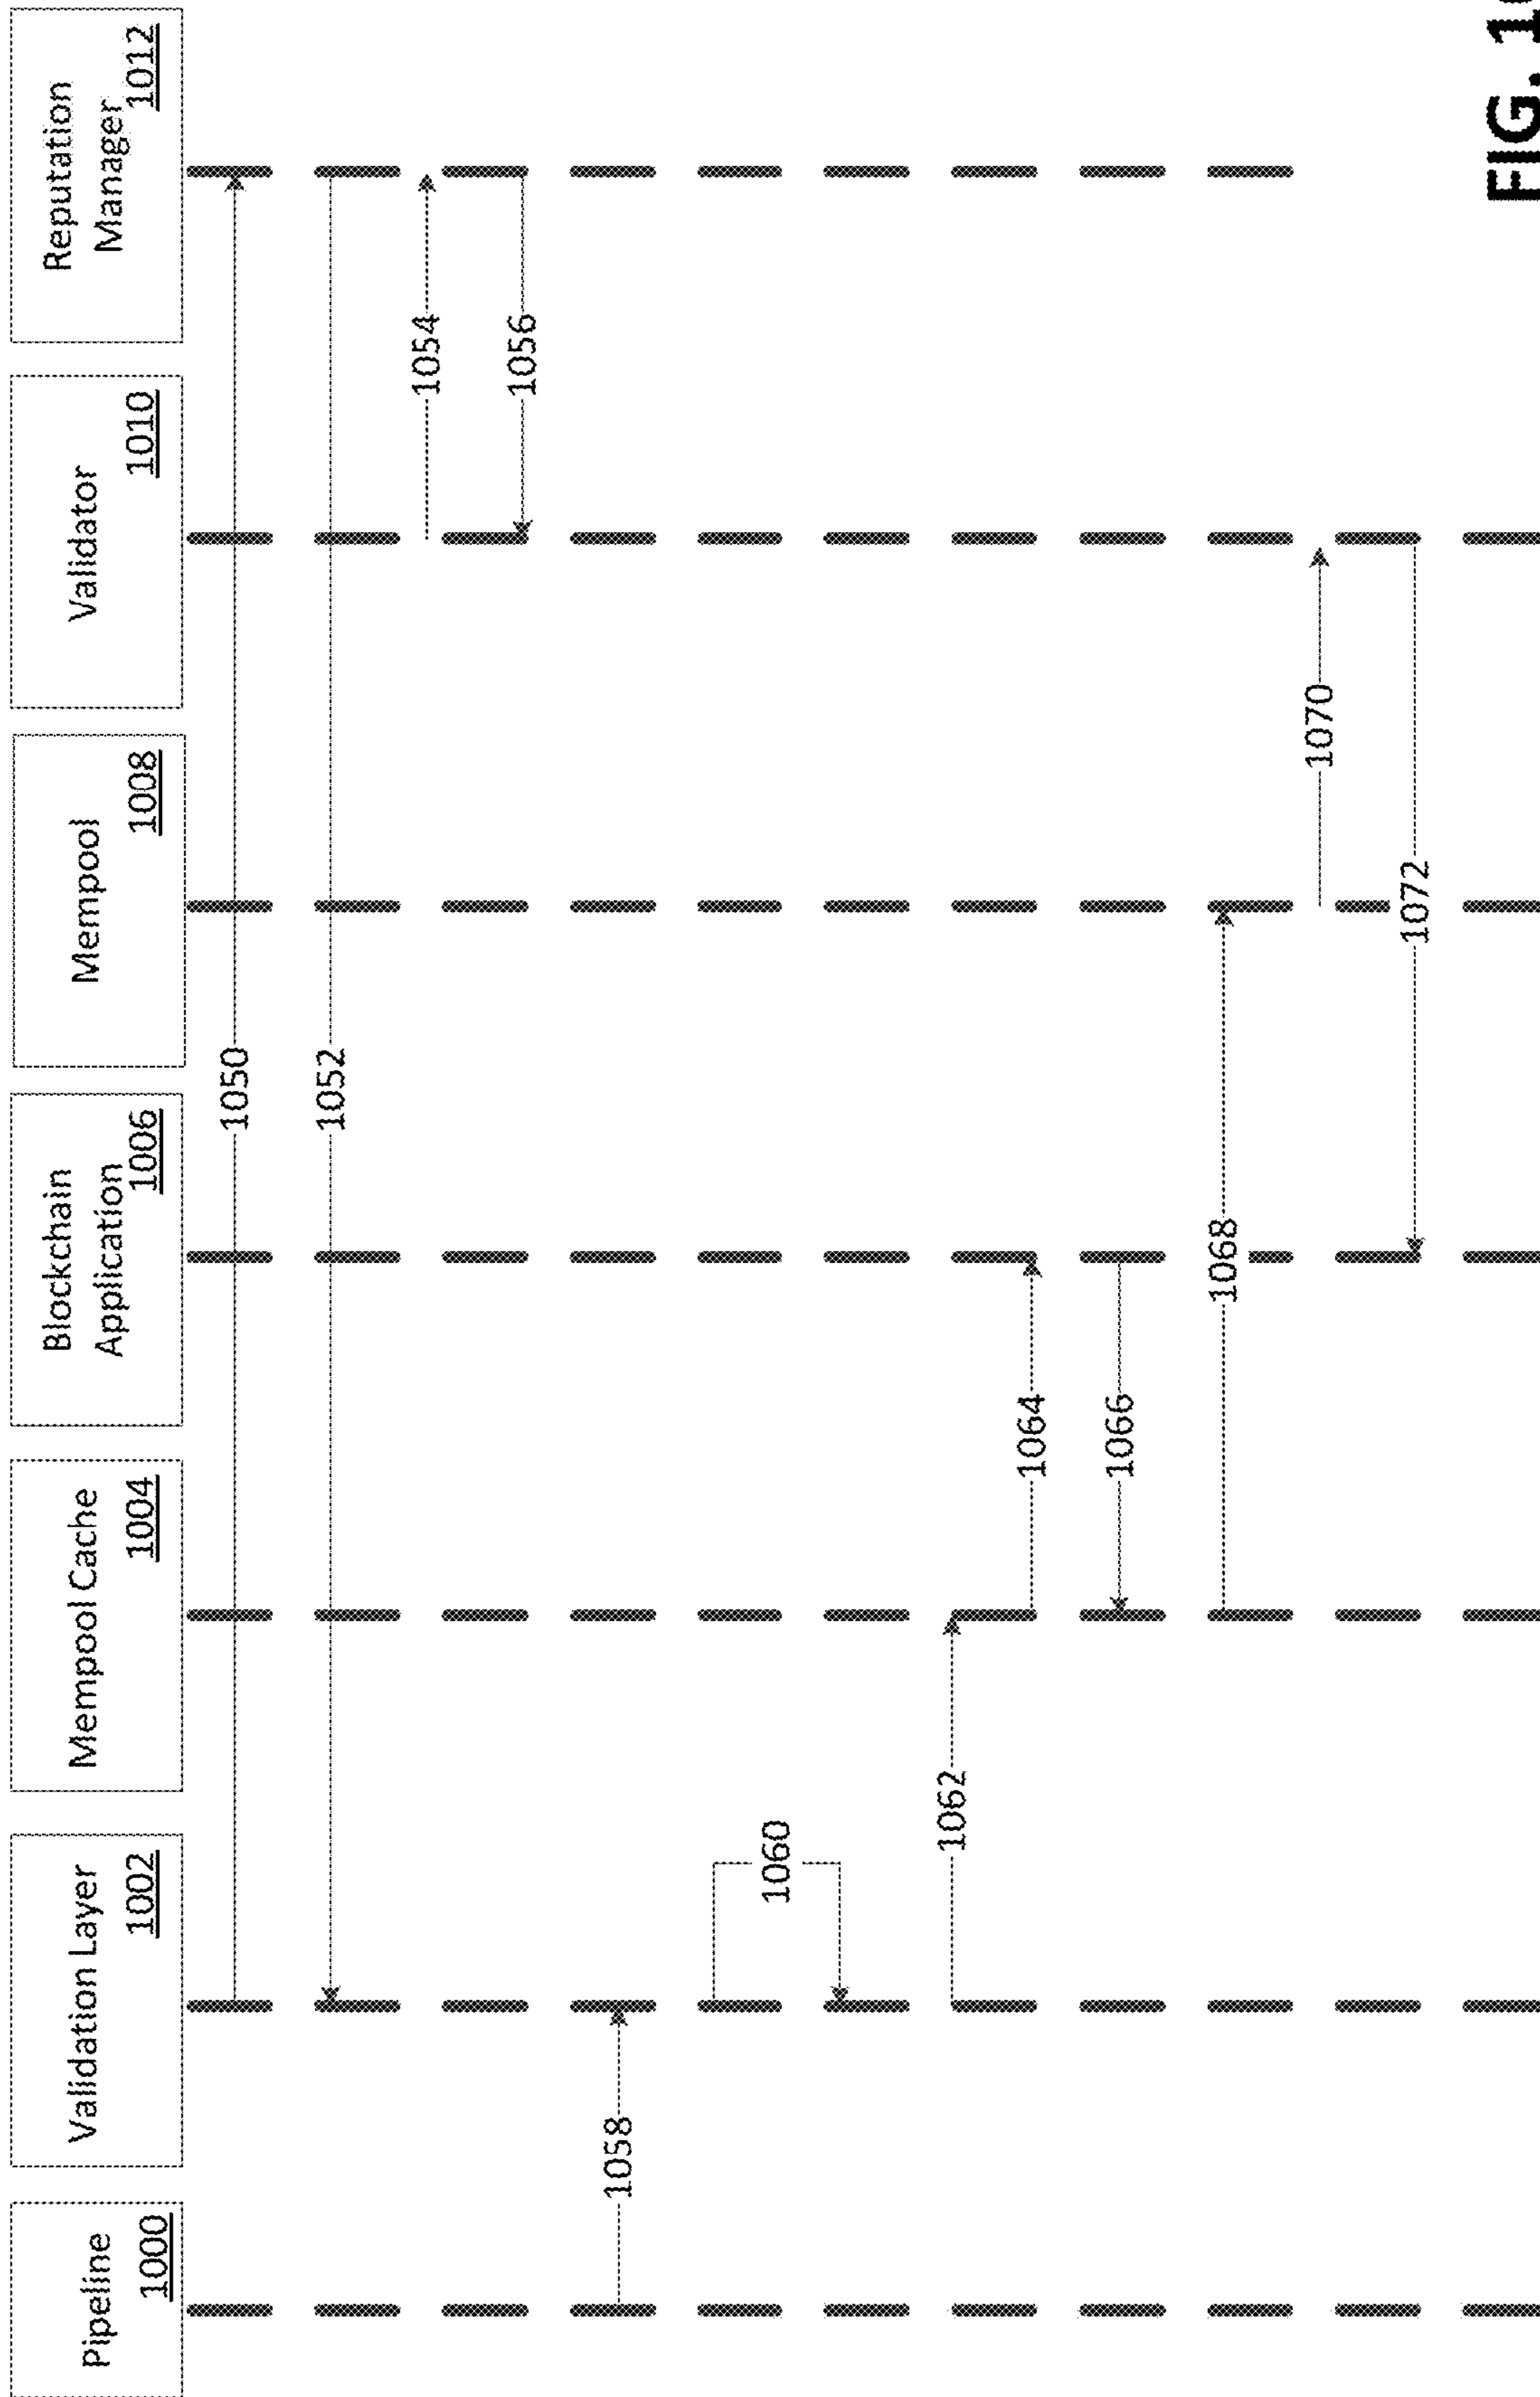 Pipeline
1000
Validation Layer
1002
Mempool Cache
1004
Blockchain
Application
1006
Mempool
1008
Validator
1010
Reputation
Manager
1012
1050
1052
1054
1056
1058
1060
1062
1064
1066
1068
1070
1072
FIG.